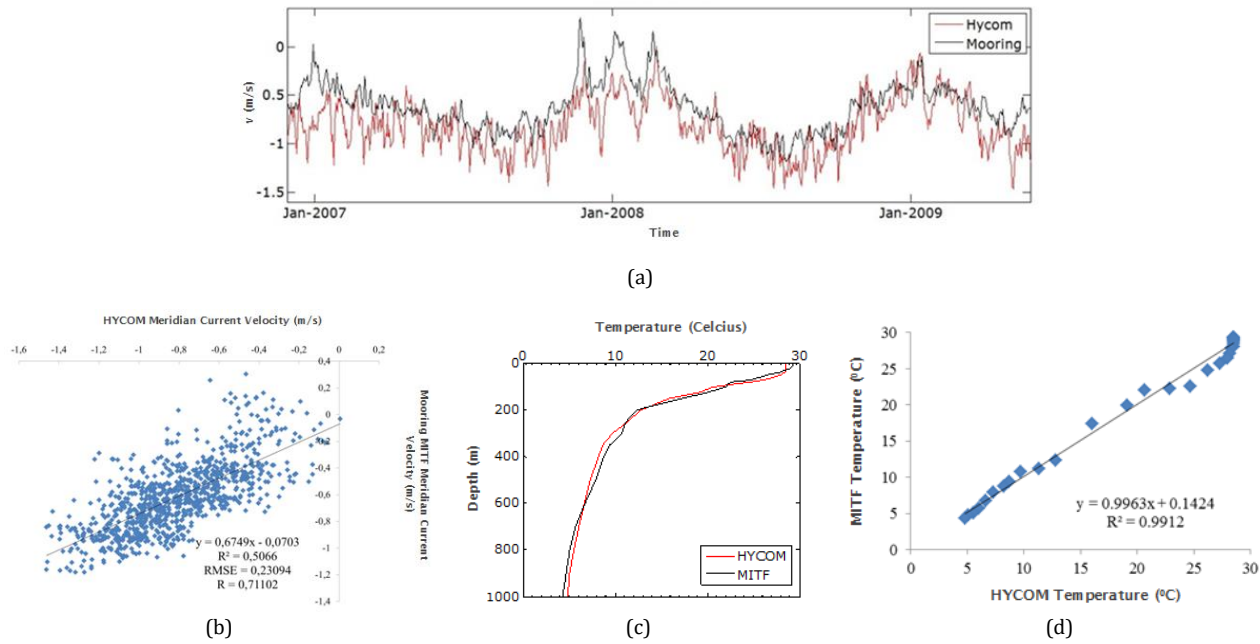 Hycom
Mooring
0
0.5
-1
-1.5
v (m/s)
Jan-2007
Jan-2008
Jan-2009
Time
(a)
HYCOM Meridian Current Velocity (m/s)
-1,6
-1,4
-1,2
-1
-0,8
-0,6
-0,4
-0,2
0
0,2
0,4
0,2
0
-0,2
-0,4
-0,6
-0,8
-1
-1,2
-1,4
Mooring MITF Meridian Current
Velocity (m/s)
y = 0,6749x - 0,0703
R² = 0,5066
RMSE = 0,23094
R = 0,71102
(b)
Temperature (Celcius)
0
10
20
30
0
200
400
600
800
1000
Depth (m)
HYCOM
MITF
(c)
30
25
20
15
10
5
0
MITF Temperature (⁰C)
y = 0.9963x + 0.1424
R² = 0.9912
0
5
10
15
20
25
30
HYCOM Temperature (⁰C)
(d)